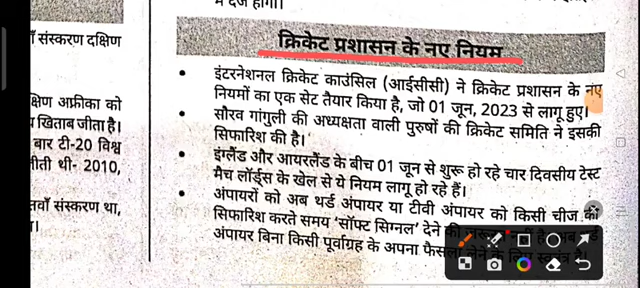 में दर्ज होगा।
क्रिकेट प्रशासन के नए नियम
इंटरनेशनल क्रिकेट काउंसिल (आईसीसी) ने क्रिकेट प्रशासन के नए
नियमों का एक सेट तैयार किया है, जो 01 जून, 2023 से लागू हुए।
सौरव गांगुली की अध्यक्षता वाली पुरुषों की क्रिकेट समिति ने इसकी
सिफारिश की है।
इंग्लैंड और आयरलैंड के बीच 01 जून से शुरू हो रहे चार दिवसीय टेस्ट
मैच लॉर्ड्स के खेल से ये नियम लागू हो रहे हैं।
अंपायरों को अब थर्ड अंपायर या टीवी अंपायर को किसी चीज की
सिफारिश करते समय 'सॉफ्ट सिग्नल' देने की
अंपायर बिना किसी पूर्वाग्रह के अपना
संस्करण दक्षिण
अफ्रीका को
खिताब जीता है।
बार टी-20 विश्व
थी- 2010,
संस्करण था,